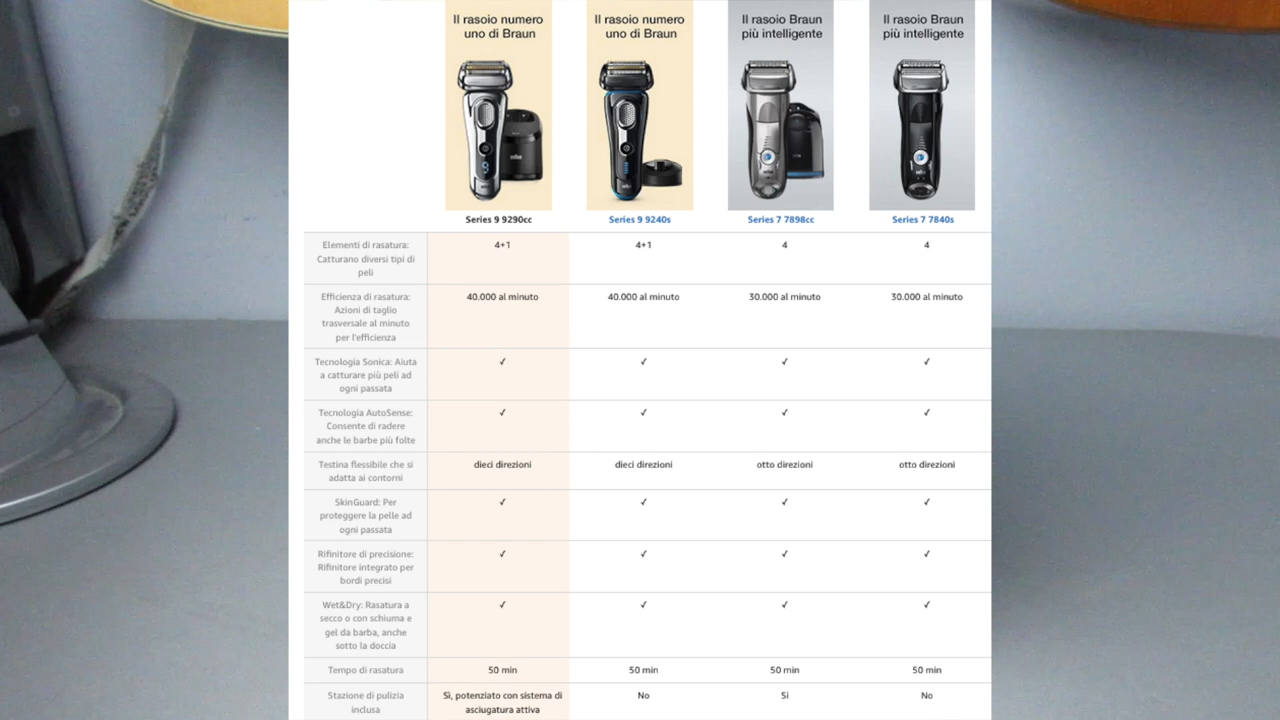 Il rasoio numero
uno di Braun
Il rasoio numero
uno di Braun
Il rasoio Braun
più intelligente
Il rasoio Braun
più intelligente
Series 9 9290cc
Series 9 9240s
Series 7 7898cc
Series 7 7840s
Elementi di rasatura:
Catturano diversi tipi di
peli
4+1
4+1
4
4
Efficienza di rasatura:
Azioni di taglio
trasversale al minuto
per l'efficienza
40.000 al minuto
40.000 al minuto
30.000 al minuto
30.000 al minuto
Tecnologia Sonica: Aiuta
a catturare più peli ad
ogni passata
✓
✓
✓
✓
Tecnologia AutoSense:
Consente di radere
anche le barbe più folte
✓
✓
✓
✓
Testina flessibile che si
adatta ai contorni
dieci direzioni
dieci direzioni
otto direzioni
otto direzioni
SkinGuard: Per
proteggere la pelle ad
ogni passata
✓
✓
✓
✓
Rifinitore di precisione:
Rifinitore integrato per
bordi precisi
✓
✓
✓
✓
Wet&Dry: Rasatura a
secco o con schiuma e
gel da barba, anche
sotto la doccia
✓
✓
✓
✓
Tempo di rasatura
50 min
50 min
50 min
50 min
Stazione di pulizia
inclusa
Sì, potenziato con sistema di
asciugatura attiva
No
Si
No